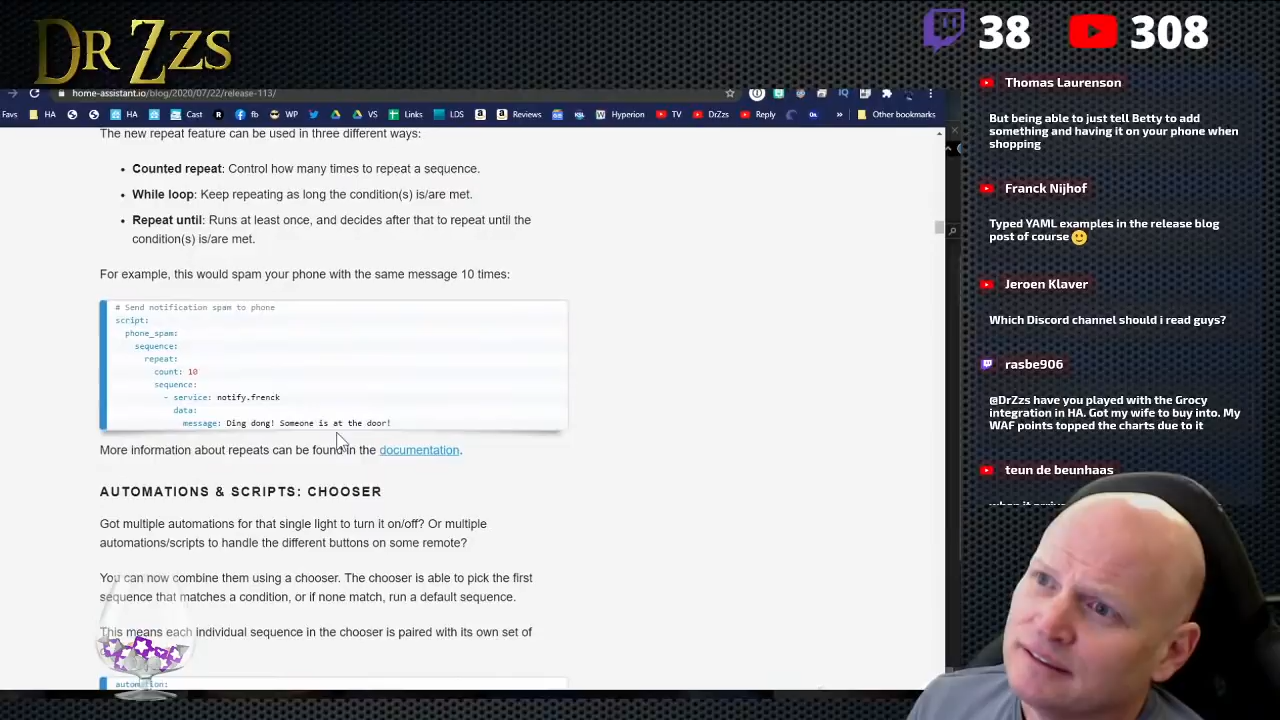 DR ZZS
38
308
home-assistant.io/blog/2020/07/22/release-113/
Favs
HA
HA
Cast
fb
WP
VS
Links
LDS
Reviews
Hyperion
TV
DrZzs
Reply
Other bookmarks
The new repeat feature can be used in three different ways:
• Counted repeat: Control how many times to repeat a sequence.
• While loop: Keep repeating as long the condition(s) is/are met.
• Repeat until: Runs at least once, and decides after that to repeat until the
condition(s) is/are met.
For example, this would spam your phone with the same message 10 times:
# Send notification spam to phone
script:
phone_spam:
sequence:
repeat:
count: 10
sequence:
- service: notify.frenck
data:
message: Ding dong! Someone is at the door!
More information about repeats can be found in the documentation.
AUTOMATIONS & SCRIPTS: CHOOSER
Got multiple automations for that single light to turn it on/off? Or multiple
automations/scripts to handle the different buttons on some remote?
You can now combine them using a chooser. The chooser is able to pick the first
sequence that matches a condition, or if none match, run a default sequence.
This means each individual sequence in the chooser is paired with its own set of
automation:
Thomas Laurenson
But being able to just tell Betty to add
something and having it on your phone when
shopping
Franck Nijhof
Typed YAML examples in the release blog
post of course 🙂
Jeroen Klaver
Which Discord channel should i read guys?
rasbe906
@DrZzs have you played with the Grocy
integration in HA. Got my wife to buy into. My
WAF points topped the charts due to it
teun de beunhaas